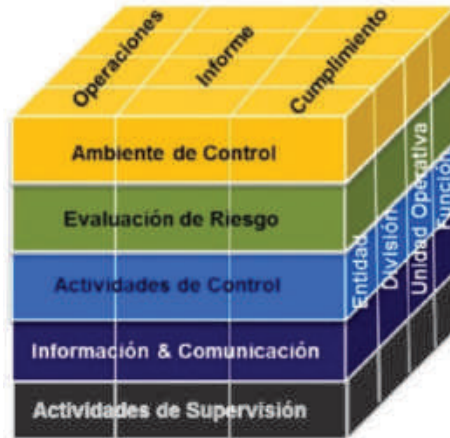 Operaciones
Informe
Cumplimiento
Ambiente de Control
Evaluación de Riesgo
Actividades de Control
Información & Comunicación
Actividades de Supervisión
Entidad
División
Unidad Operativa
Función